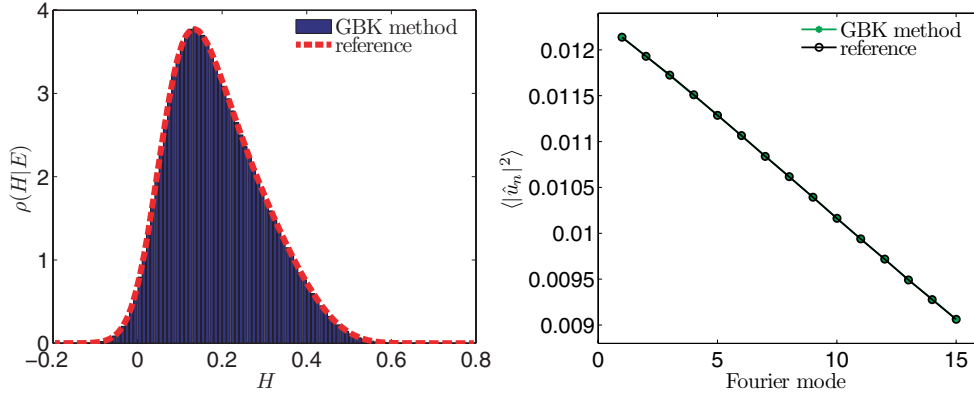 GBK method
reference
4
3
2
1
0
ρ(H|E)
−0.2 0 0.2 0.4 0.6 0.8
H
GBK method
reference
0.012
0.0115
0.011
0.0105
0.01
0.0095
0.009
⟨|û_n|²⟩
0 5 10 15
Fourier mode